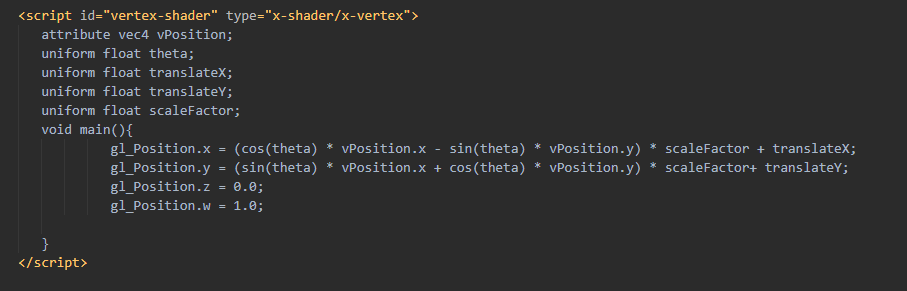 <script id="vertex-shader" type="x-shader/x-vertex">
attribute vec4 vPosition;
uniform float theta;
uniform float translateX;
uniform float translateY;
uniform float scaleFactor;
void main(){
gl_Position.x = (cos(theta) * vPosition.x - sin(theta) * vPosition.y) * scaleFactor + translateX;
gl_Position.y = (sin(theta) * vPosition.x + cos(theta) * vPosition.y) * scaleFactor+ translateY;
gl_Position.z = 0.0;
gl_Position.w = 1.0;
}
</script>